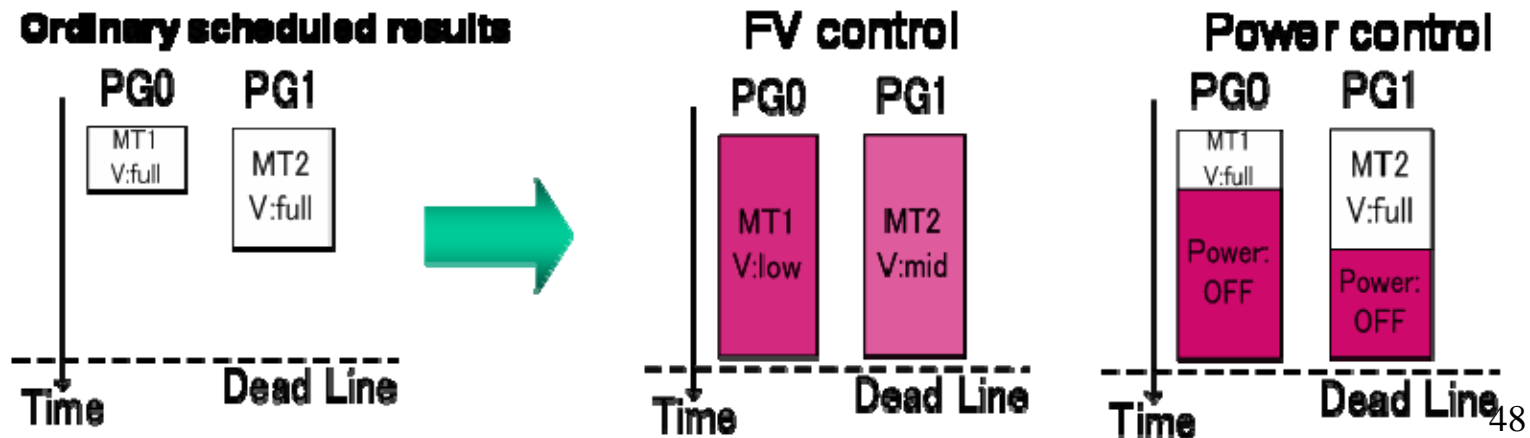 Ordinary scheduled results
PG0 PG1
MT1
V:full
MT2
V:full
Dead Line
Time
FV control
PG0 PG1
MT1
V:low
MT2
V:mid
Dead Line
Time
Power control
PG0 PG1
MT1
V:full
Power:
OFF
MT2
V:full
Power:
OFF
Dead Line
Time
48